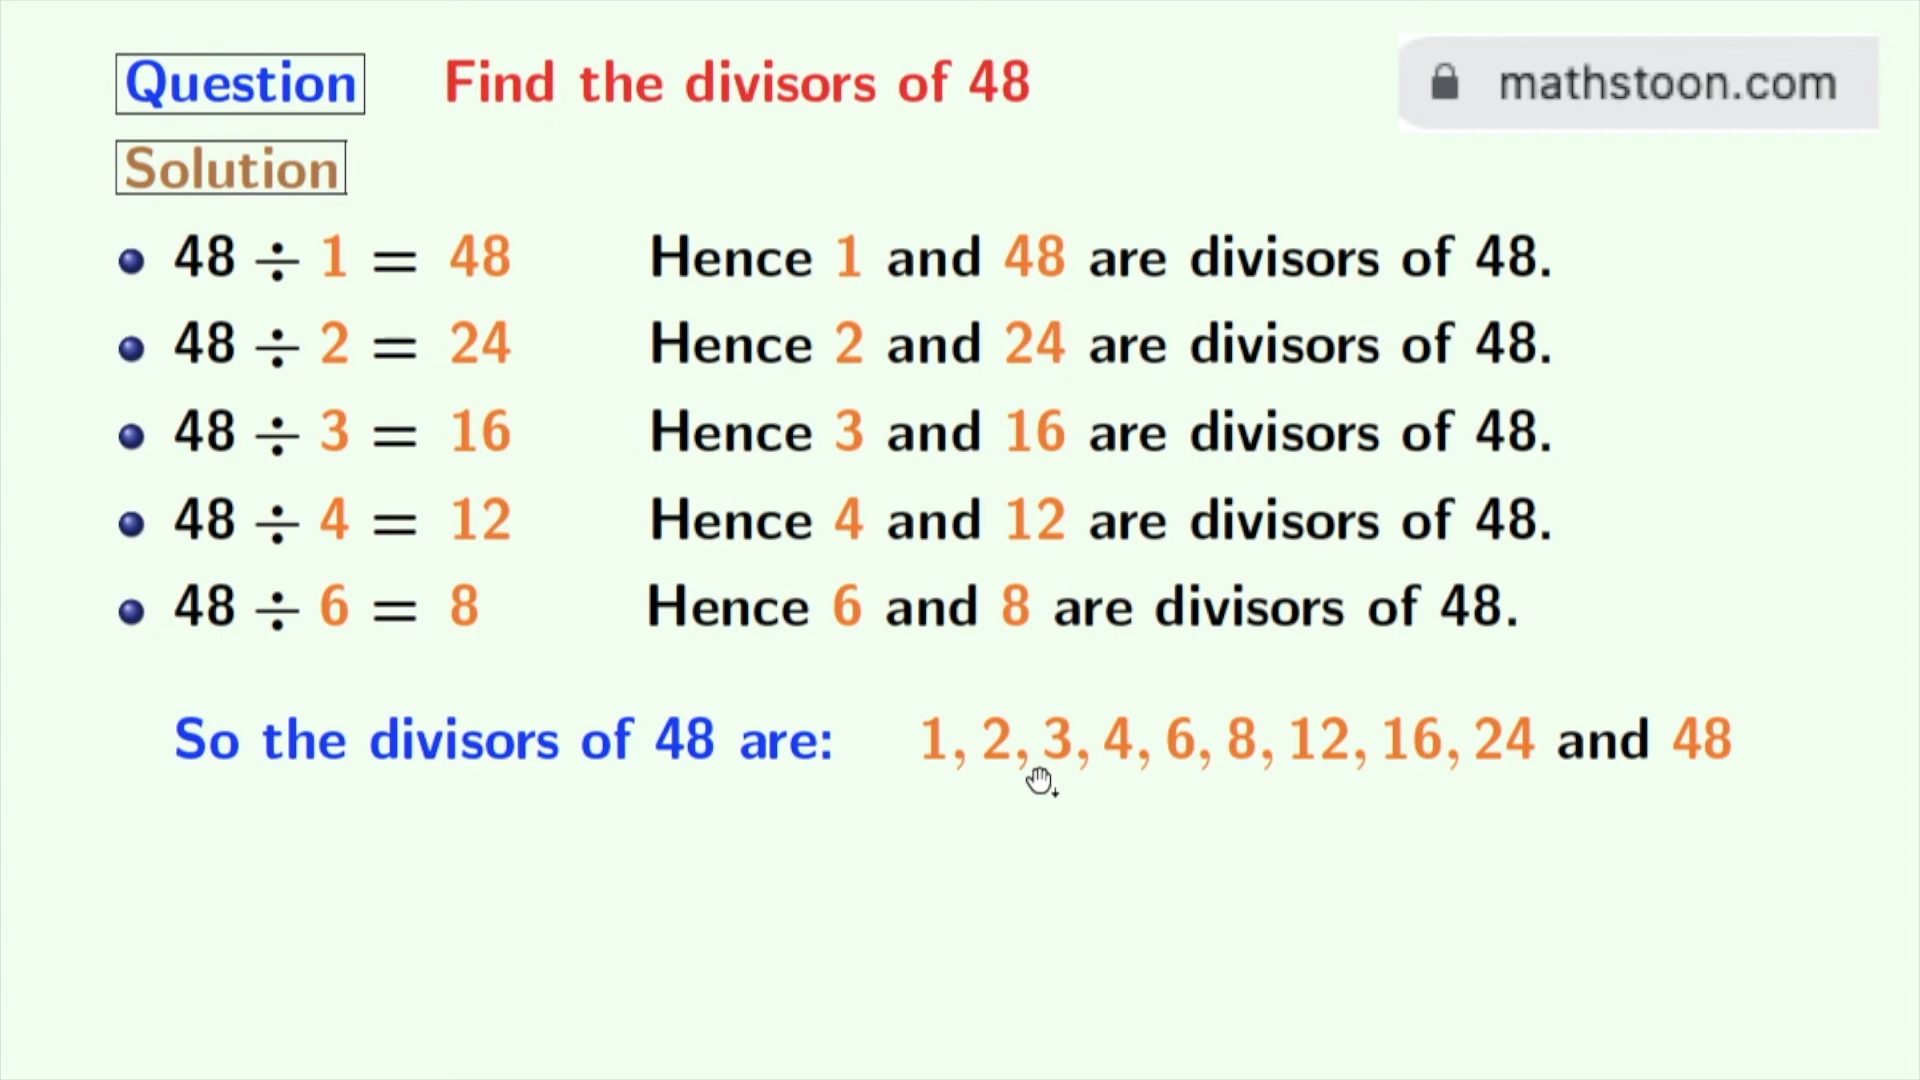 Question Find the divisors of 48 mathstoon.com
Solution
48 ÷ 1 = 48 Hence 1 and 48 are divisors of 48.
48 ÷ 2 = 24 Hence 2 and 24 are divisors of 48.
48 ÷ 3 = 16 Hence 3 and 16 are divisors of 48.
48 ÷ 4 = 12 Hence 4 and 12 are divisors of 48.
48 ÷ 6 = 8 Hence 6 and 8 are divisors of 48.
So the divisors of 48 are: 1, 2, 3, 4, 6, 8, 12, 16, 24 and 48